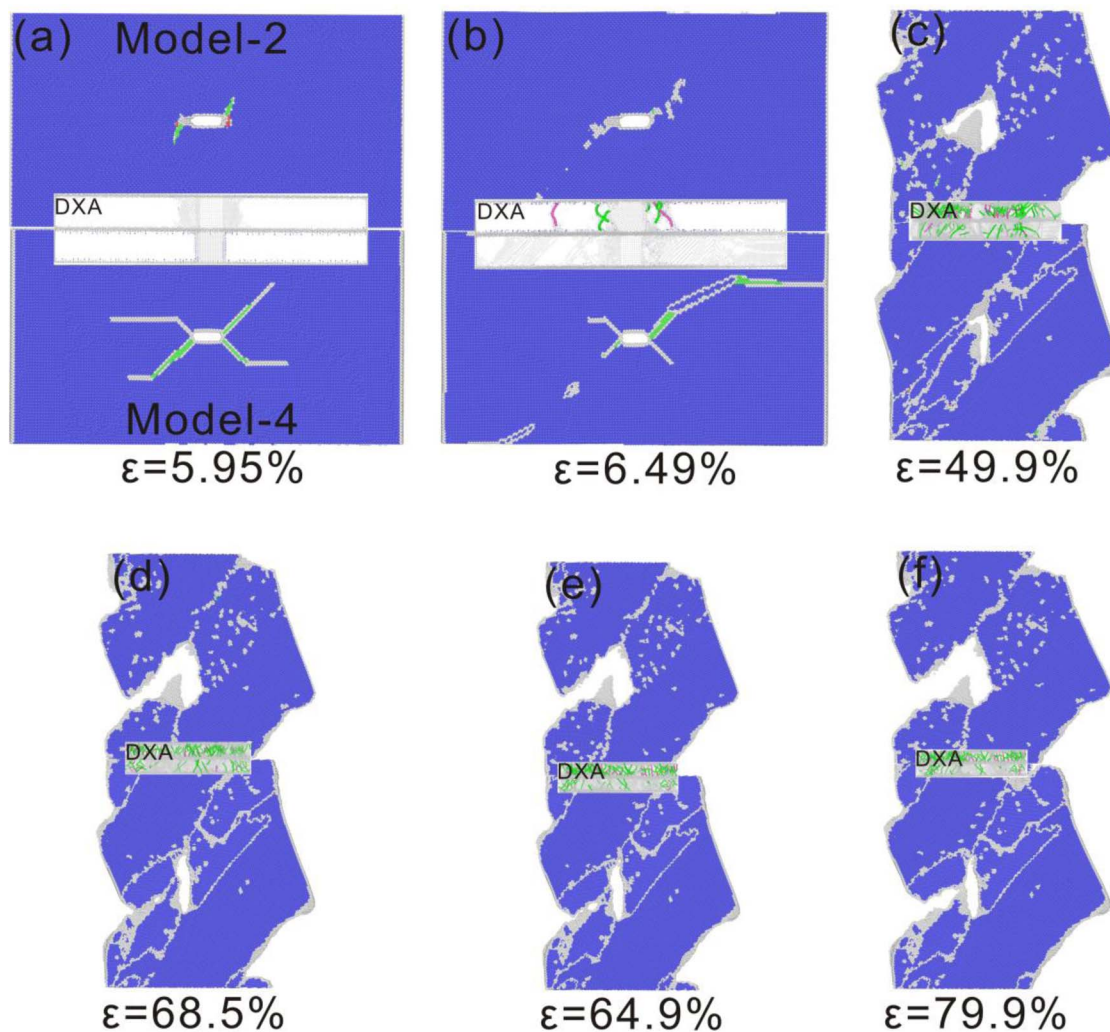 (a) Model-2
DXA
Model-4
ε=5.95%
(b)
DXA
ε=6.49%
(c)
DXA
ε=49.9%
(d)
DXA
ε=68.5%
(e)
DXA
ε=64.9%
(f)
DXA
ε=79.9%